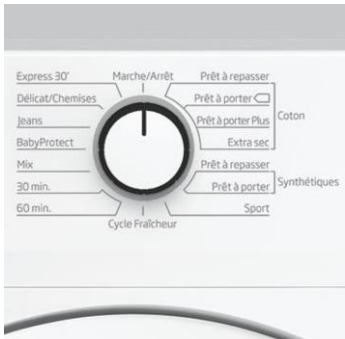 Express 30'
Marche/Arrêt
Prêt à repasser
Délicat/Chemises
Prêt à porter
Jeans
Prêt à porter Plus
Coton
BabyProtect
Extra sec
Mix
Prêt à repasser
30 min.
Prêt à porter
Synthétiques
60 min.
Sport
Cycle Fraîcheur